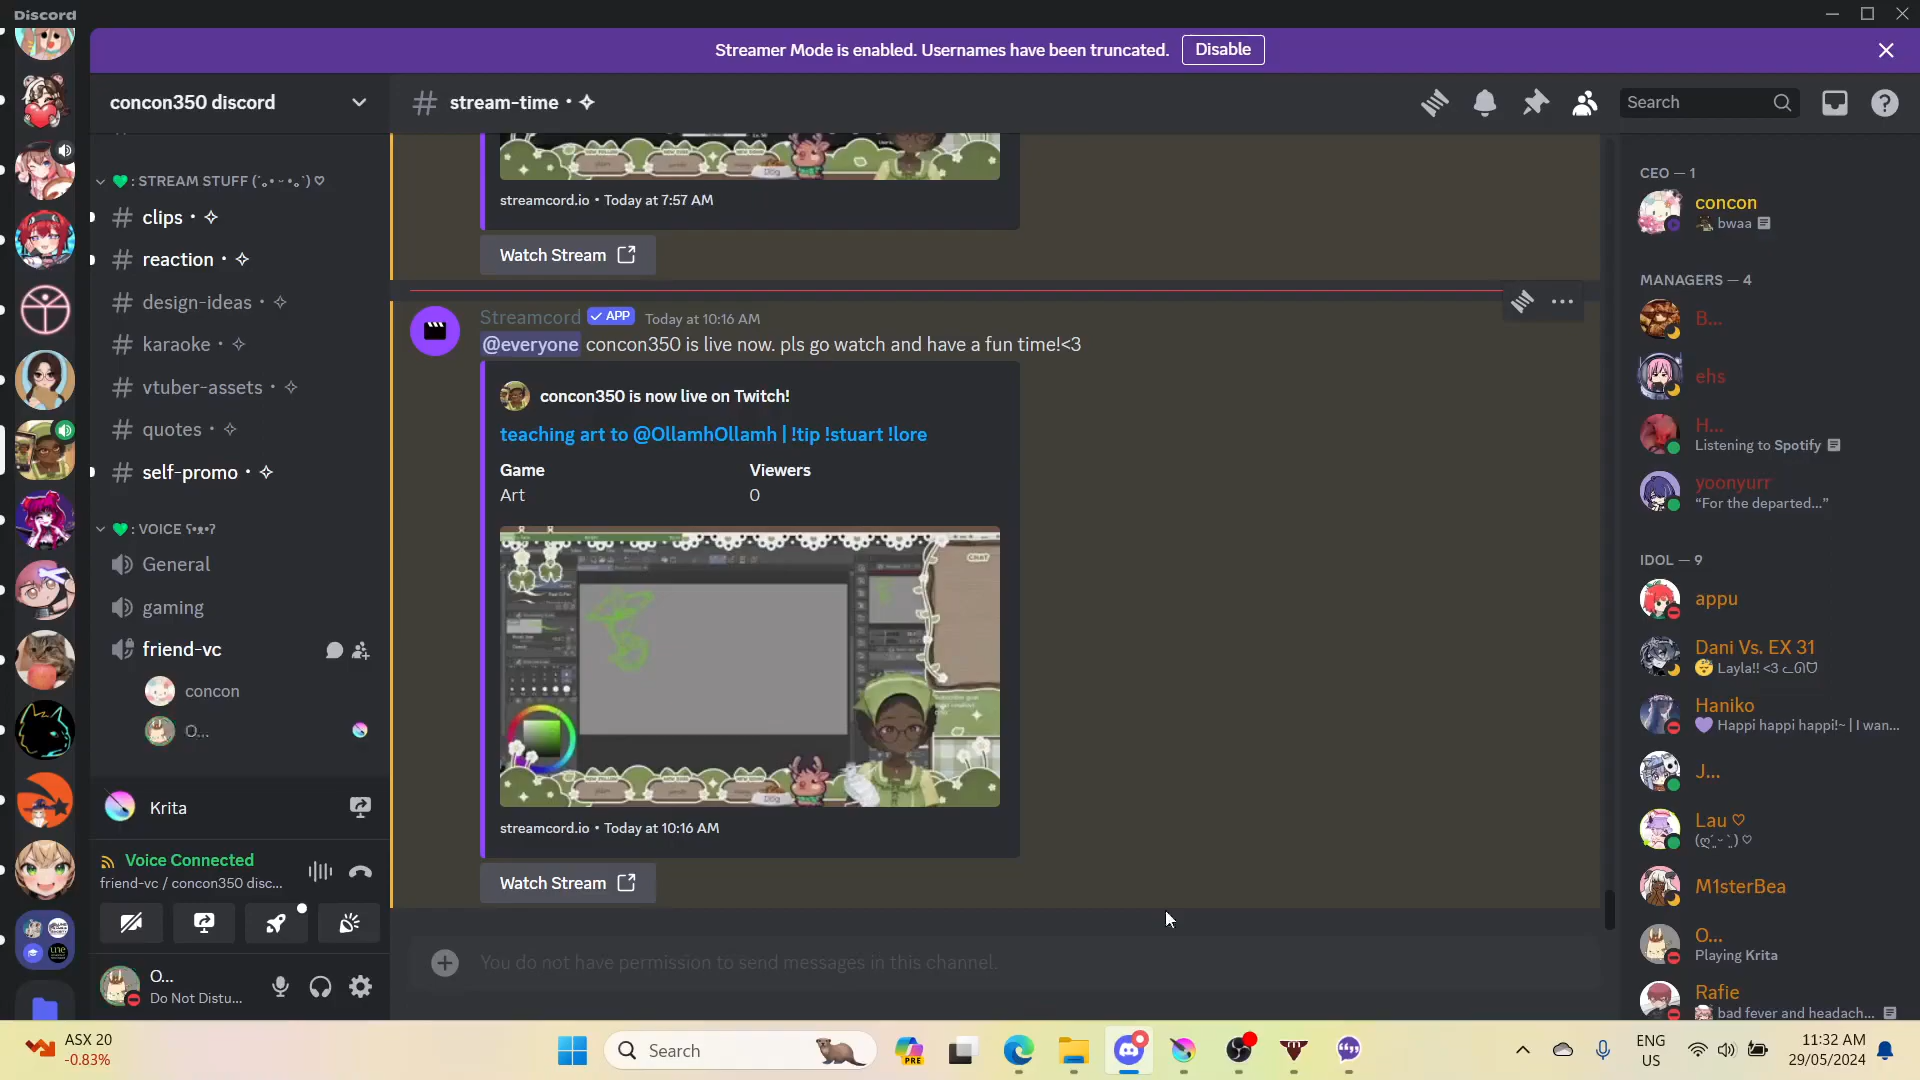 Discord
Streamer Mode is enabled. Usernames have been truncated.
Disable
concon350 discord
stream-time・✧
Search
: STREAM STUFF (´｡• ᵕ •｡`) ♡
clips・✧
reaction・✧
design-ideas・✧
karaoke・✧
vtuber-assets・✧
quotes・✧
self-promo・✧
: VOICE ʕ•ᴥ•ʔ
General
gaming
friend-vc
concon
O...
Krita
Voice Connected
friend-vc / concon350 disc...
O...
Do Not Distu...
streamcord.io • Today at 7:57 AM
Watch Stream
Streamcord ✓ APP Today at 10:16 AM
@everyone concon350 is live now. pls go watch and have a fun time!<3
concon350 is now live on Twitch!
teaching art to @OllamhOllamh | !tip !stuart !lore
Game Viewers
Art 0
CHAT
Blog
streamcord.io • Today at 10:16 AM
Watch Stream
You do not have permission to send messages in this channel.
CEO — 1
concon
bwaa
MANAGERS — 4
B...
ehs
H...
Listening to Spotify
yoonyurr
“For the departed...”
IDOL — 9
appu
Dani Vs. EX 31
Layla!! <3
Haniko
Happi happi happi!~ | I wan...
J...
Lau ♡
M1sterBea
O...
Playing Krita
Rafie
bad fever and headach...
ASX 20
-0.83%
Search
PRE
ENG
US
11:32 AM
29/05/2024